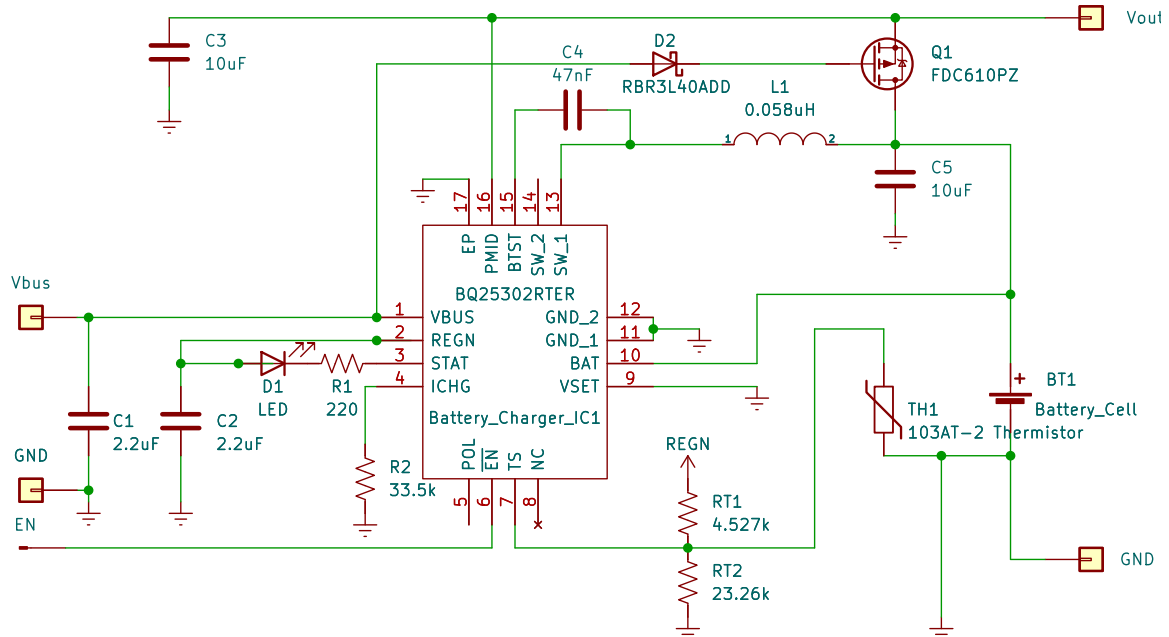 Vout
C3
10uF
D2
RBR3L40ADD
C4
47nF
Q1
FDC610PZ
L1
0.058uH
1
2
C5
10uF
17
16
15
14
13
EP
PMID
BTST
SW_2
SW_1
Vbus
BQ25302RTER
1
VBUS
GND_2
12
2
REGN
GND_1
11
3
STAT
BAT
10
4
ICHG
VSET
9
D1
LED
R1
220
BT1
Battery_Cell
TH1
103AT-2 Thermistor
C1
2.2uF
C2
2.2uF
Battery_Charger_IC1
GND
REGN
R2
33.5k
POL
EN
TS
NC
5
6
7
8
RT1
4.527k
EN
RT2
23.26k
GND